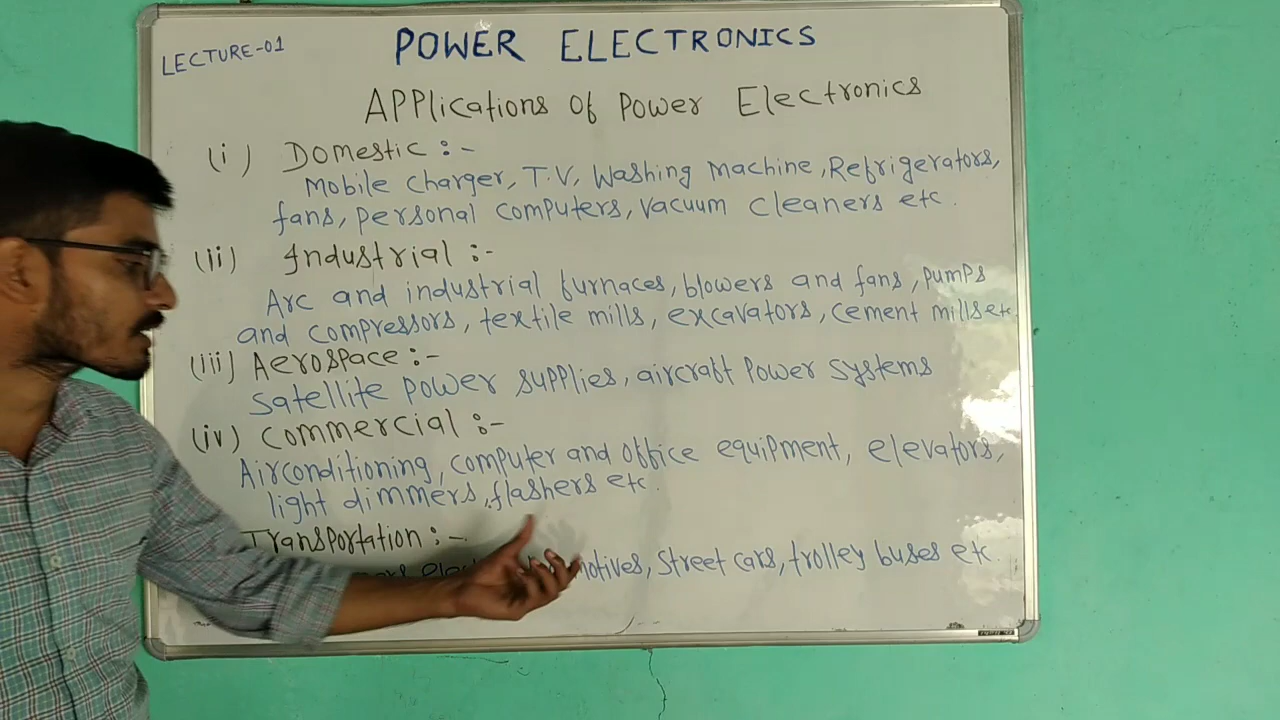 LECTURE-01
POWER ELECTRONICS
Applications of Power Electronics
(i) Domestic :-
Mobile charger, T.V, Washing Machine, Refrigerators,
fans, personal computers, vacuum cleaners etc.
(ii) Industrial :-
Arc and industrial furnaces, blowers and fans, pumps
and compressors, textile mills, excavators, cement mills etc
(iii) Aerospace :-
Satellite power supplies, aircraft power systems
(iv) Commercial :-
Airconditioning, computer and office equipment, elevators,
light dimmers, flashers etc.
Transportation :-
street cars, trolley buses etc.